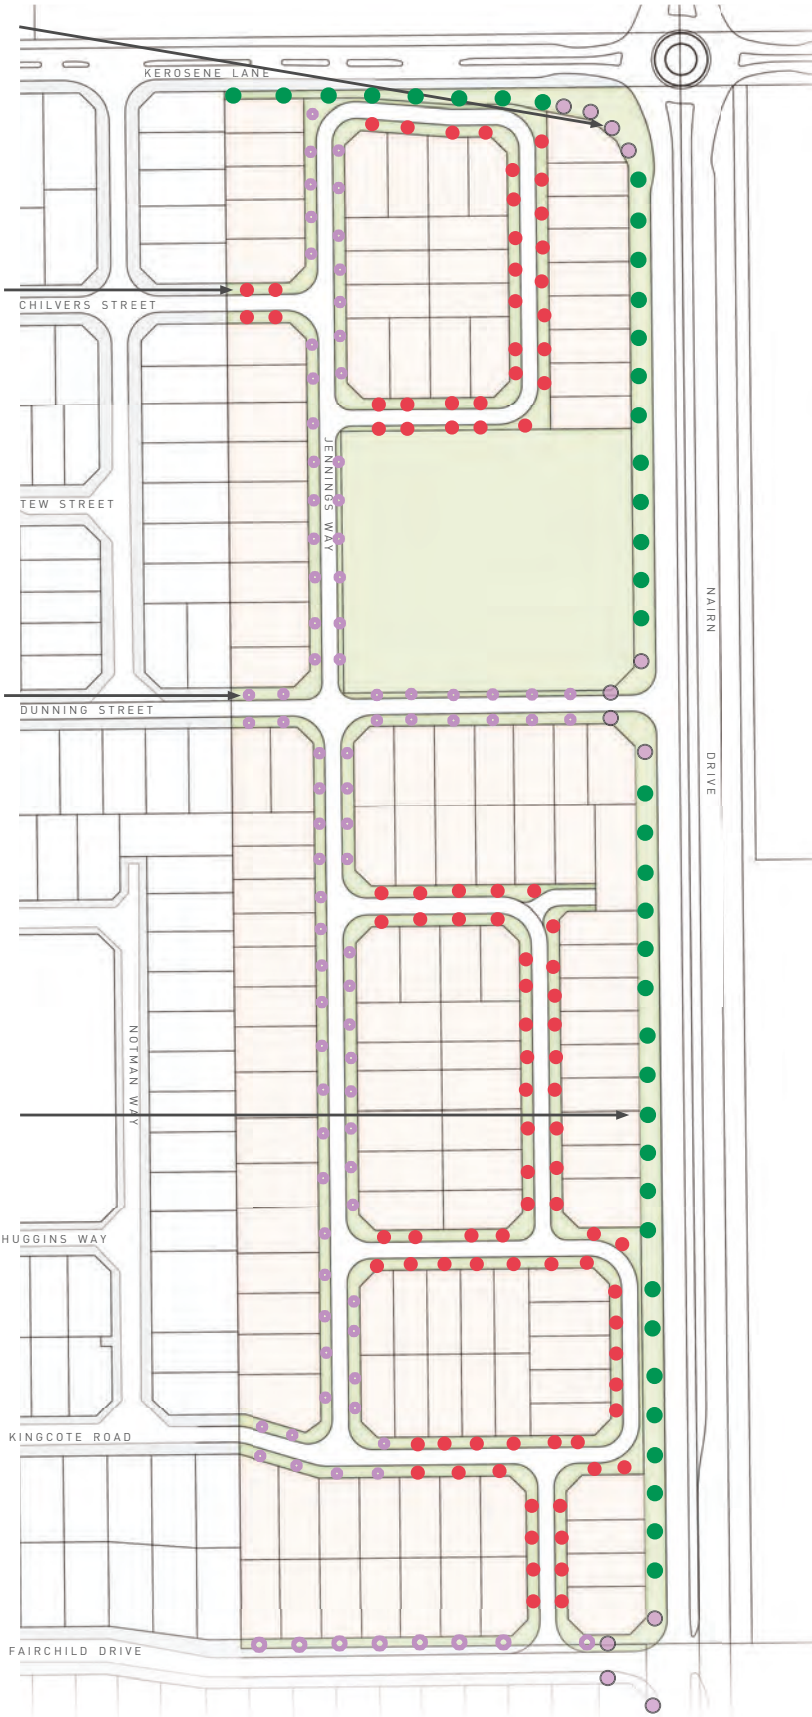 KEROSENE LANE
CHILVERS STREET
JENNINGS WAY
TEW STREET
NAIRN
DRIVE
DUNNING STREET
NOTMAN WAY
HUGGINS WAY
KINGCOTE ROAD
FAIRCHILD DRIVE